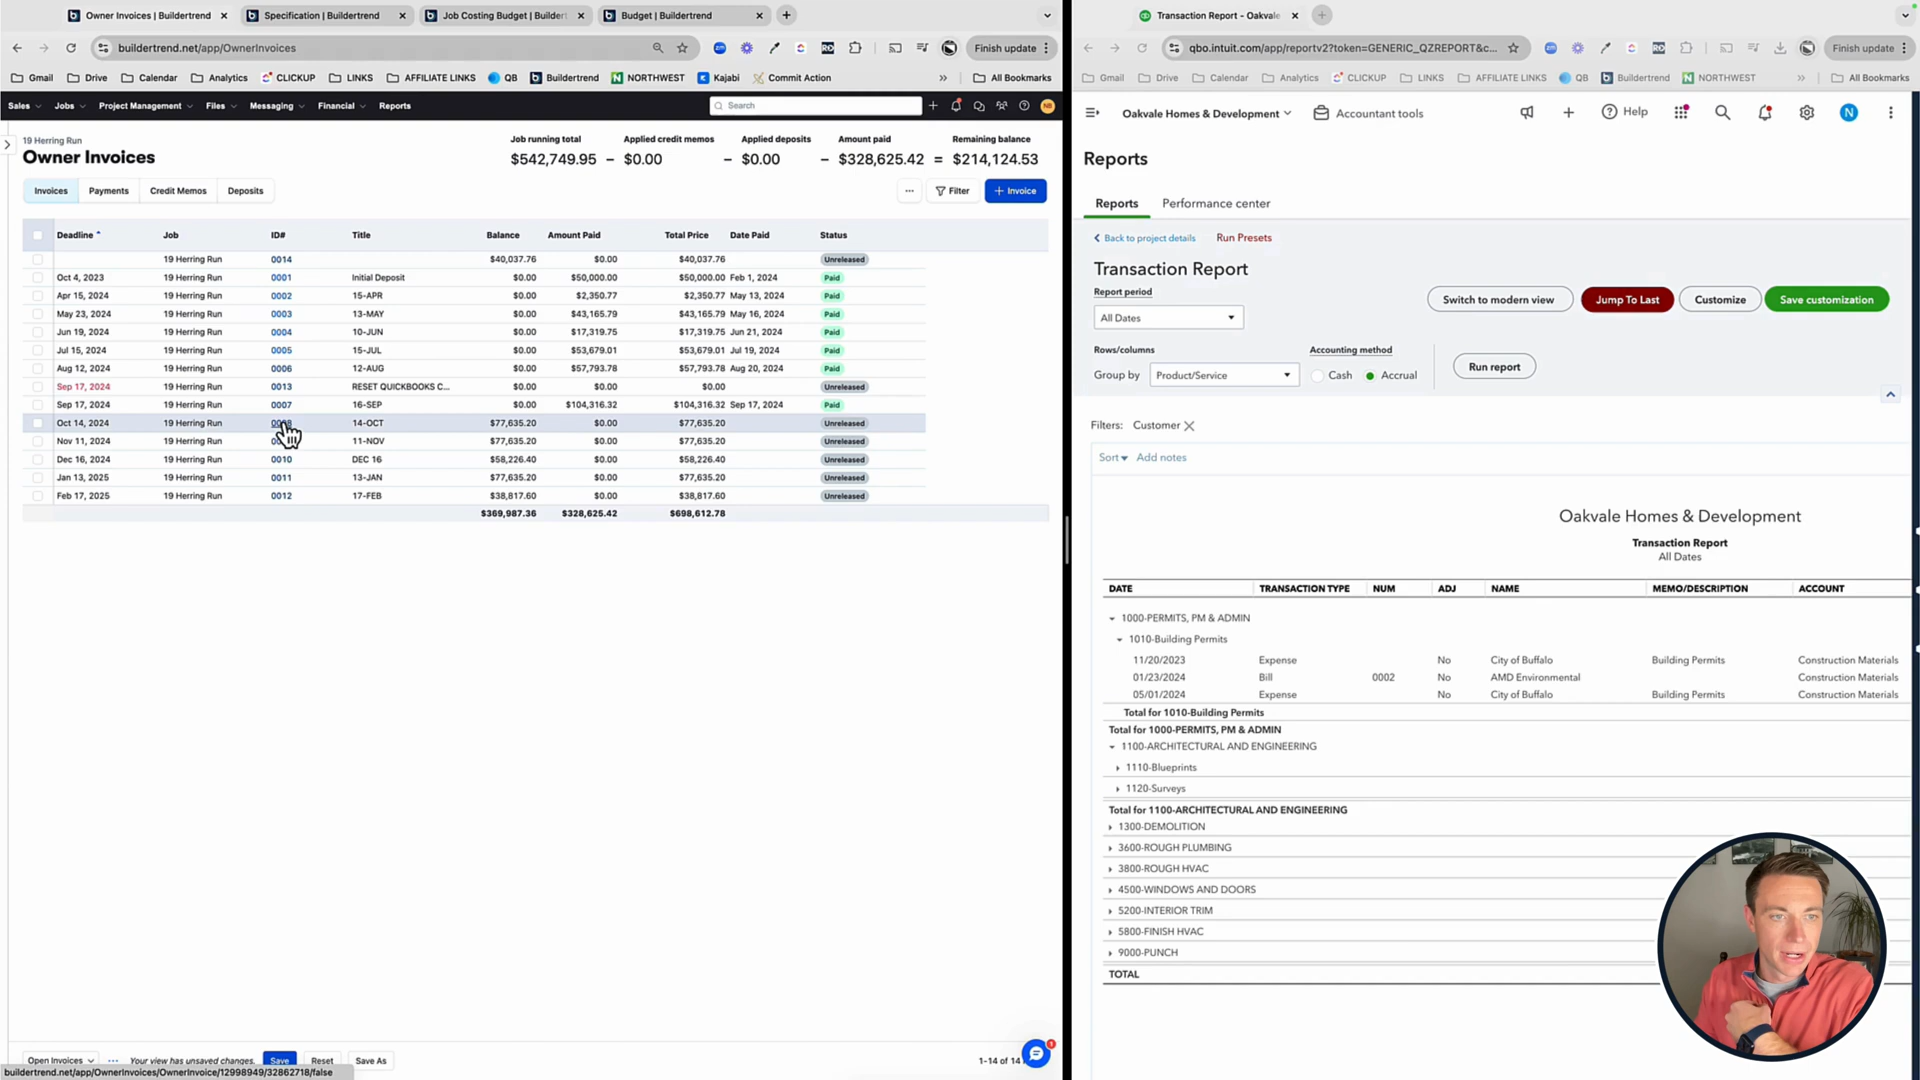 Owner Invoices | Buildertrend
Specification | Buildertrend
Job Costing Budget | Buildert
Budget | Buildertrend
Transaction Report - Oakvale
buildertrend.net/app/OwnerInvoices
Finish update
qbo.intuit.com/app/reportv2?token=GENERIC_QZREPORT&c...
Finish update
Gmail
Drive
Calendar
Analytics
CLICKUP
LINKS
AFFILIATE LINKS
QB
Buildertrend
NORTHWEST
Kajabi
Commit Action
All Bookmarks
Gmail
Drive
Calendar
Analytics
CLICKUP
LINKS
AFFILIATE LINKS
QB
Buildertrend
NORTHWEST
All Bookmarks
Sales
Jobs
Project Management
Files
Messaging
Financial
Reports
Search
NB
Oakvale Homes & Development
Accountant tools
Help
N
19 Herring Run
Owner Invoices
Job running total Applied credit memos Applied deposits Amount paid Remaining balance
$542,749.95 – $0.00 – $0.00 – $328,625.42 = $214,124.53
Invoices
Payments
Credit Memos
Deposits
...
Filter
+ Invoice
Deadline Job ID# Title Balance Amount Paid Total Price Date Paid Status
19 Herring Run 0014 $40,037.76 $0.00 $40,037.76 Unreleased
Oct 4, 2023 19 Herring Run 0001 Initial Deposit $0.00 $50,000.00 $50,000.00 Feb 1, 2024 Paid
Apr 15, 2024 19 Herring Run 0002 15-APR $0.00 $2,350.77 $2,350.77 May 13, 2024 Paid
May 23, 2024 19 Herring Run 0003 13-MAY $0.00 $43,165.79 $43,165.79 May 16, 2024 Paid
Jun 19, 2024 19 Herring Run 0004 10-JUN $0.00 $17,319.75 $17,319.75 Jun 21, 2024 Paid
Jul 15, 2024 19 Herring Run 0005 15-JUL $0.00 $53,679.01 $53,679.01 Jul 19, 2024 Paid
Aug 12, 2024 19 Herring Run 0006 12-AUG $0.00 $57,793.78 $57,793.78 Aug 20, 2024 Paid
Sep 17, 2024 19 Herring Run 0013 RESET QUICKBOOKS C... $0.00 $0.00 $0.00 Unreleased
Sep 17, 2024 19 Herring Run 0007 16-SEP $0.00 $104,316.32 $104,316.32 Sep 17, 2024 Paid
Oct 14, 2024 19 Herring Run 14-OCT $77,635.20 $0.00 $77,635.20 Unreleased
Nov 11, 2024 19 Herring Run 11-NOV $77,635.20 $0.00 $77,635.20 Unreleased
Dec 16, 2024 19 Herring Run 0010 DEC 16 $58,226.40 $0.00 $58,226.40 Unreleased
Jan 13, 2025 19 Herring Run 0011 13-JAN $77,635.20 $0.00 $77,635.20 Unreleased
Feb 17, 2025 19 Herring Run 0012 17-FEB $38,817.60 $0.00 $38,817.60 Unreleased
$369,987.36 $328,625.42 $698,612.78
Open Invoices
...
Your view has unsaved changes.
Save
Reset
Save As
1-14 of 14
1
buildertrend.net/app/OwnerInvoices/OwnerInvoice/12998949/32862718/false
Reports
Reports
Performance center
Back to project details
Run Presets
Transaction Report
Report period
All Dates
Switch to modern view
Jump To Last
Customize
Save customization
Rows/columns
Accounting method
Group by
Product/Service
Cash
Accrual
Run report
Filters: Customer
Sort
Add notes
Oakvale Homes & Development
Transaction Report
All Dates
DATE TRANSACTION TYPE NUM ADJ NAME MEMO/DESCRIPTION ACCOUNT
1000-PERMITS, PM & ADMIN
1010-Building Permits
11/20/2023 Expense No City of Buffalo Building Permits Construction Materials
01/23/2024 Bill 0002 No AMD Environmental Construction Materials
05/01/2024 Expense No City of Buffalo Building Permits Construction Materials
Total for 1010-Building Permits
Total for 1000-PERMITS, PM & ADMIN
1100-ARCHITECTURAL AND ENGINEERING
1110-Blueprints
1120-Surveys
Total for 1100-ARCHITECTURAL AND ENGINEERING
1300-DEMOLITION
3600-ROUGH PLUMBING
3800-ROUGH HVAC
4500-WINDOWS AND DOORS
5200-INTERIOR TRIM
5800-FINISH HVAC
9000-PUNCH
TOTAL